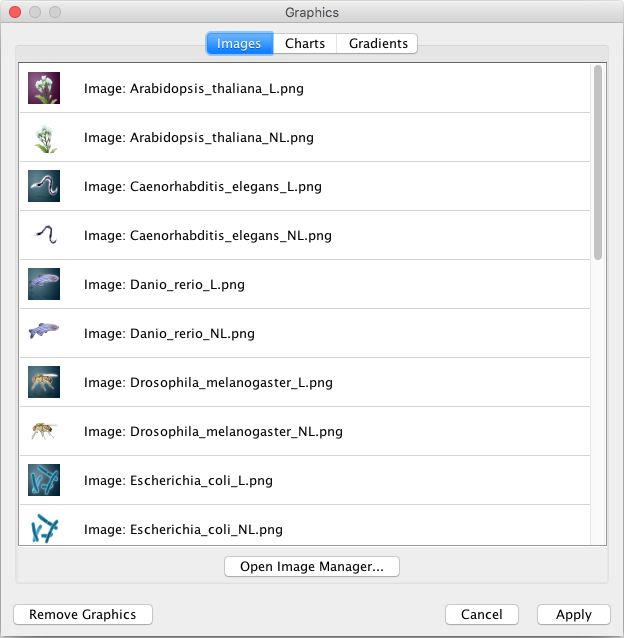 Graphics
Images Charts Gradients
Image: Arabidopsis_thaliana_L.png
Image: Arabidopsis_thaliana_NL.png
Image: Caenorhabditis_elegans_L.png
Image: Caenorhabditis_elegans_NL.png
Image: Danio_rerio_L.png
Image: Danio_rerio_NL.png
Image: Drosophila_melanogaster_L.png
Image: Drosophila_melanogaster_NL.png
Image: Escherichia_coli_L.png
Image: Escherichia_coli_NL.png
Open Image Manager...
Remove Graphics Cancel Apply